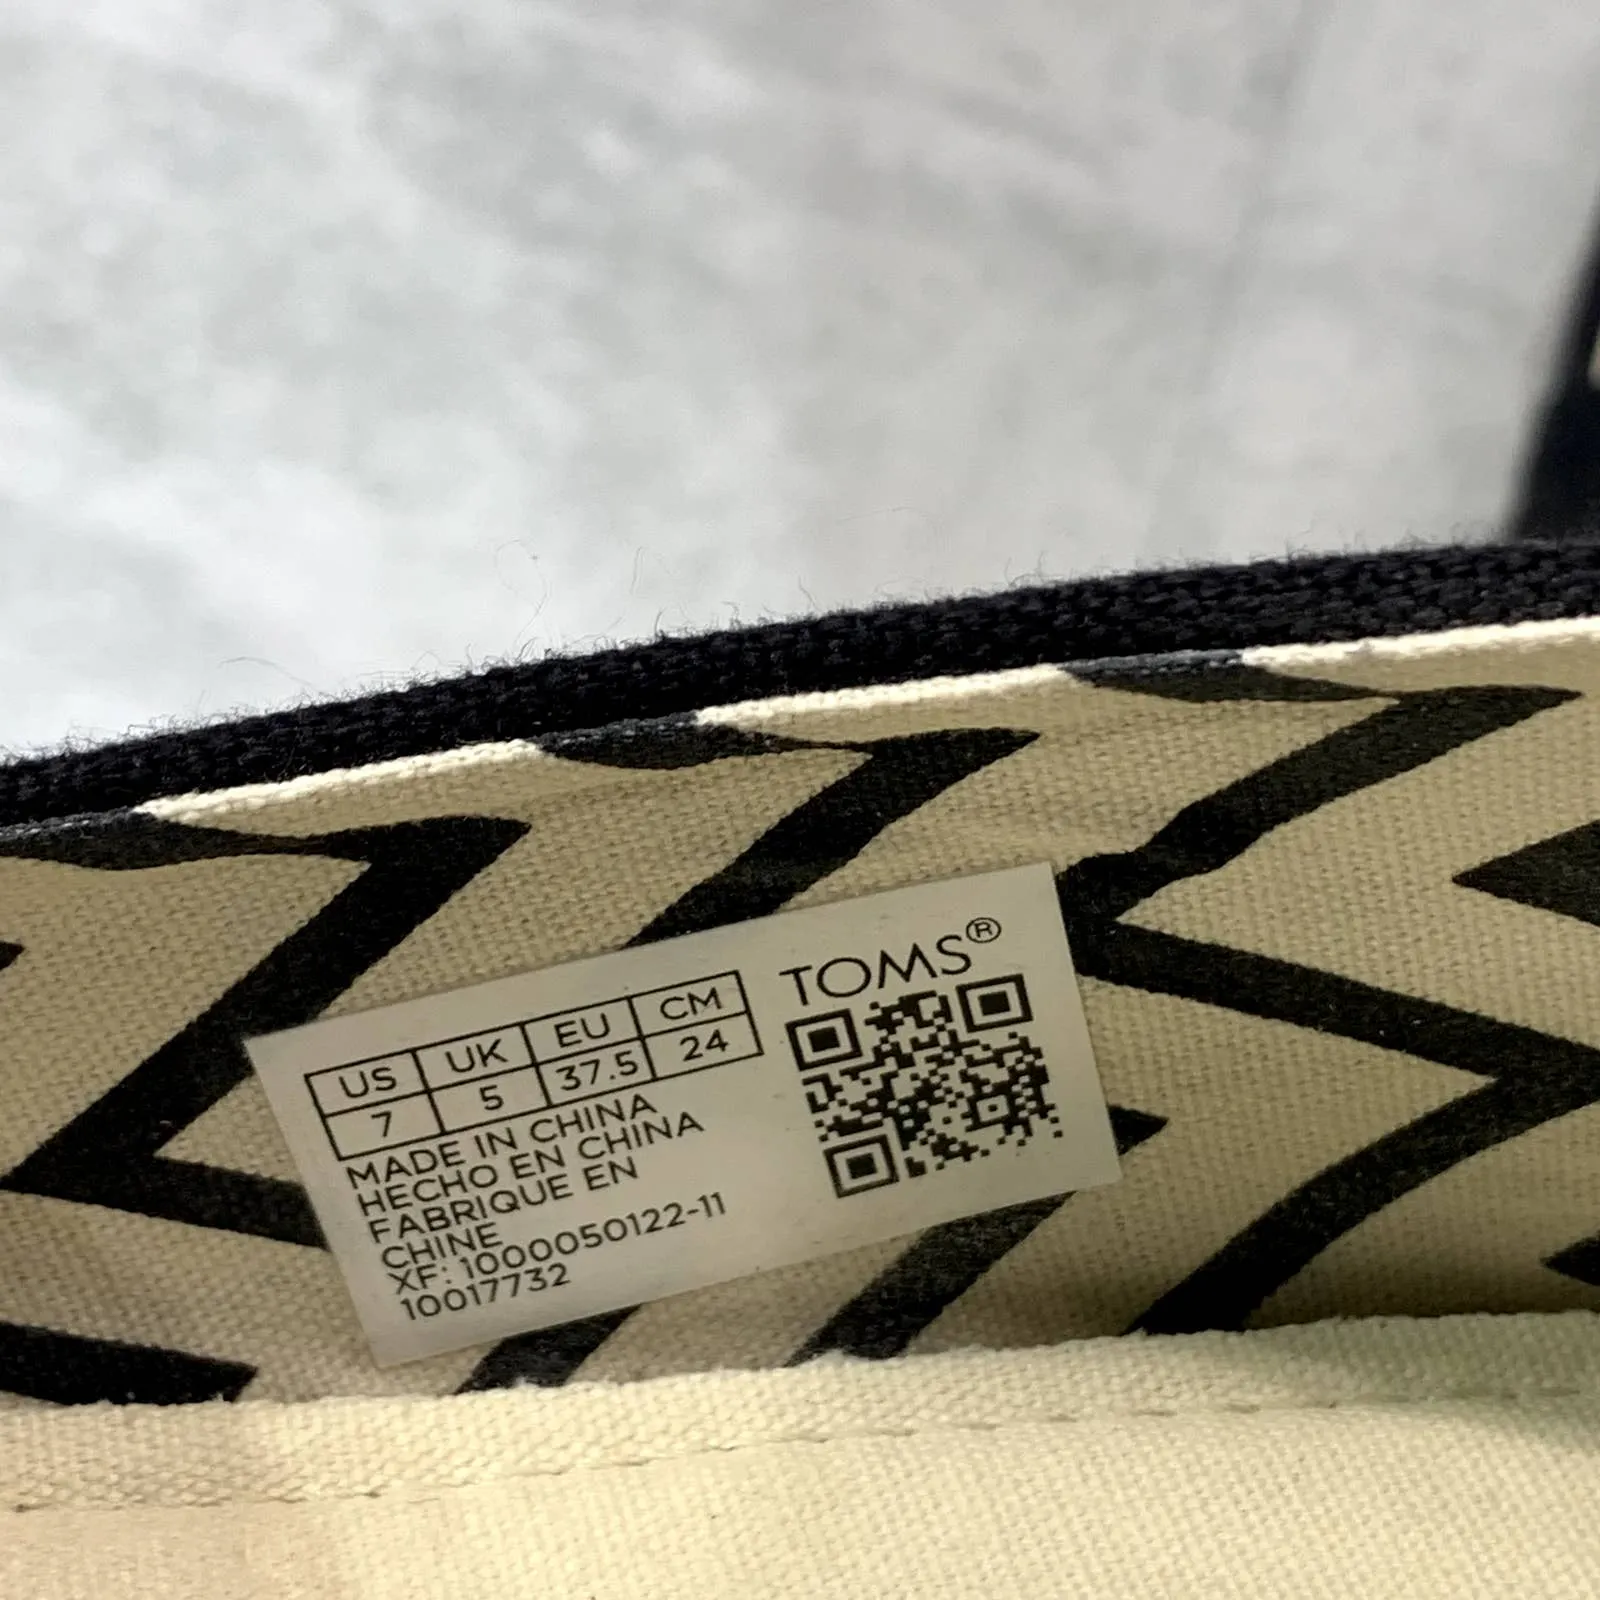 TOMS®
US UK EU CM
7 5 37.5 24
MADE IN CHINA
HECHO EN CHINA
FABRIQUE EN
CHINE
XF: 1000050122-11
10017732